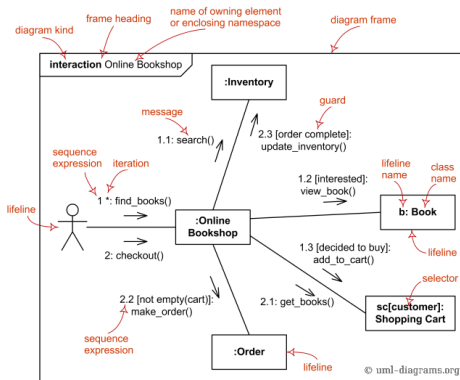 name of owning element
or enclosing namespace
frame heading
diagram kind
diagram frame
interaction Online Bookshop
:Inventory
message
guard
1.1: search()
2.3 [order complete]:
update_inventory()
sequence
expression
iteration
1 *: find_books()
1.2 [interested]:
view_book()
lifeline
name
class
name
lifeline
:Online
Bookshop
b: Book
2: checkout()
1.3 [decided to buy]:
add_to_cart()
lifeline
selector
2.2 [not empty(cart)]:
make_order()
2.1: get_books()
sc[customer]:
Shopping Cart
sequence
expression
:Order
lifeline
© uml-diagrams.org